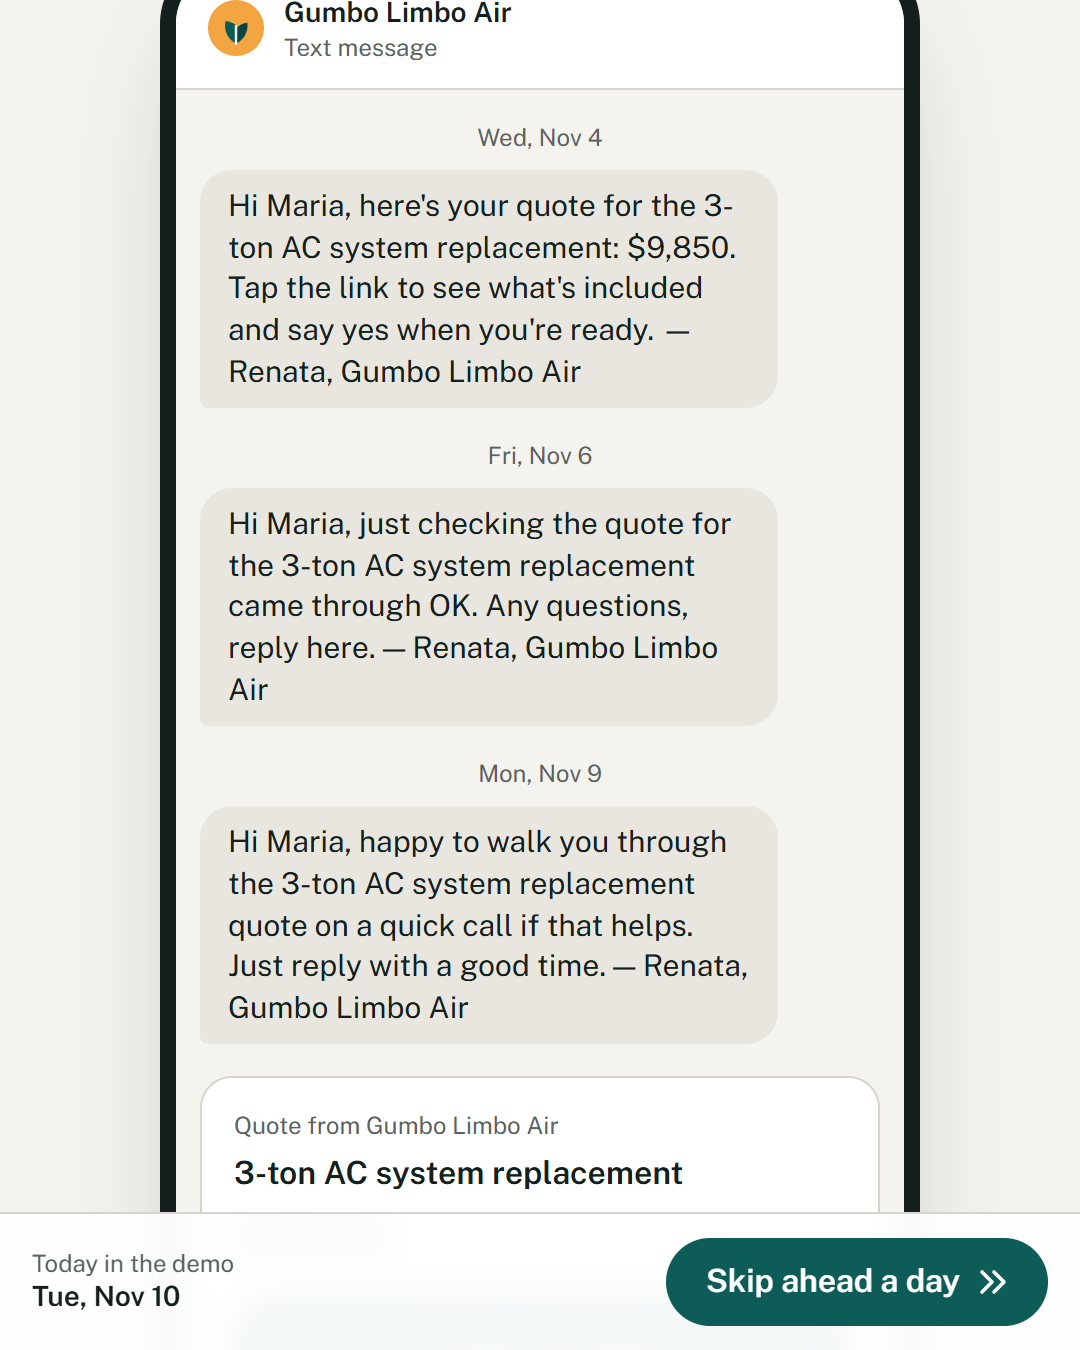 Gumbo Limbo Air
Text message
Wed, Nov 4
Hi Maria, here's your quote for the 3-
ton AC system replacement: $9,850.
Tap the link to see what's included
and say yes when you're ready. —
Renata, Gumbo Limbo Air
Fri, Nov 6
Hi Maria, just checking the quote for
the 3-ton AC system replacement
came through OK. Any questions,
reply here. — Renata, Gumbo Limbo
Air
Mon, Nov 9
Hi Maria, happy to walk you through
the 3-ton AC system replacement
quote on a quick call if that helps.
Just reply with a good time. — Renata,
Gumbo Limbo Air
Quote from Gumbo Limbo Air
3-ton AC system replacement
Today in the demo
Tue, Nov 10
Skip ahead a day